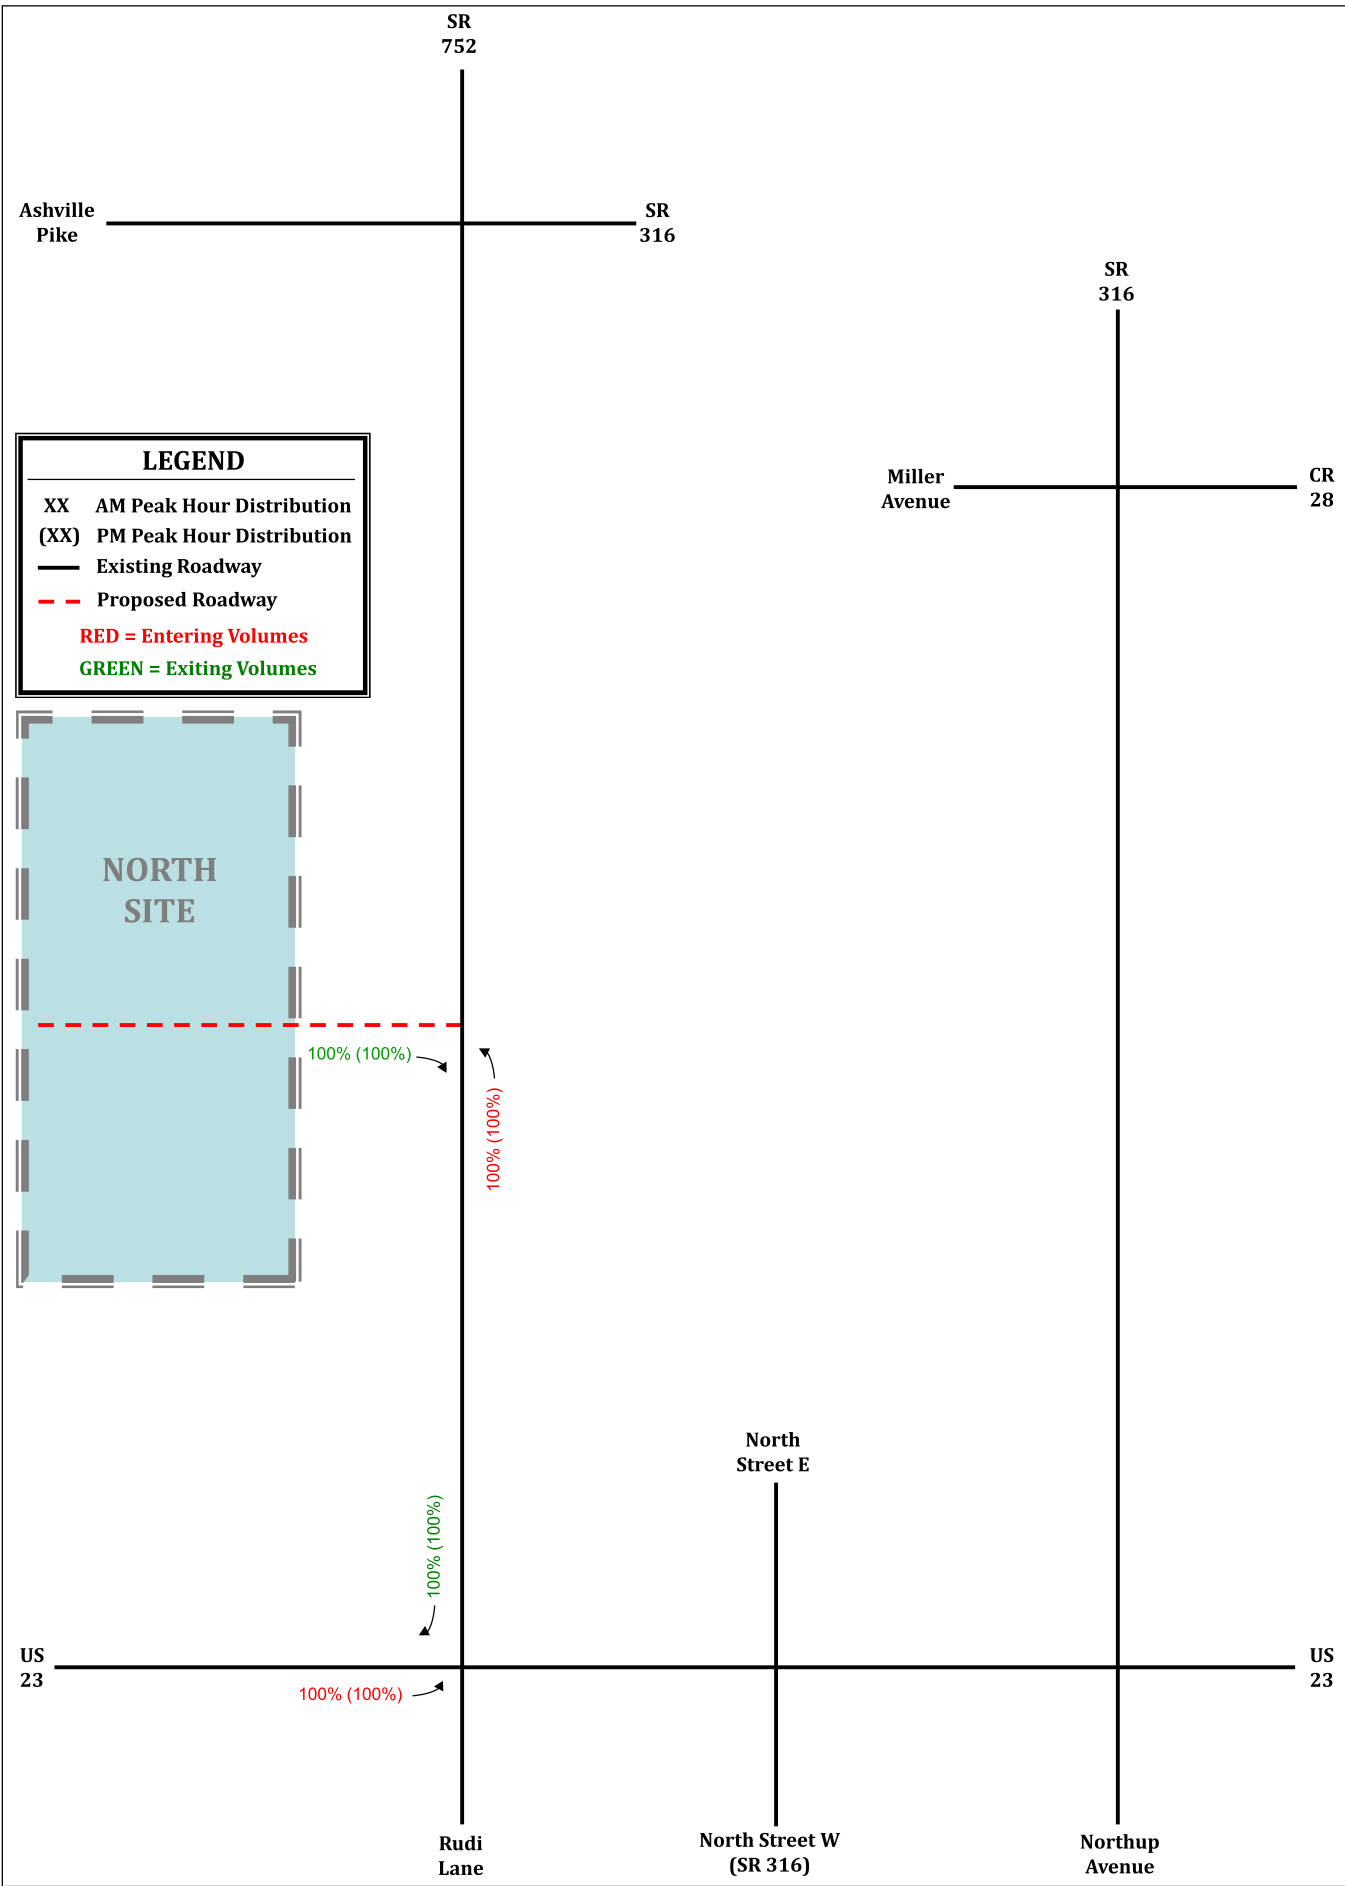 SR
752
Ashville
Pike
SR
316
SR
316
LEGEND
XX AM Peak Hour Distribution
(XX) PM Peak Hour Distribution
Existing Roadway
Proposed Roadway
RED = Entering Volumes
GREEN = Exiting Volumes
Miller
Avenue
CR
28
NORTH
SITE
100% (100%)
100% (100%)
North
Street E
100% (100%)
US
23
US
23
100% (100%)
Rudi
Lane
North Street W
(SR 316)
Northup
Avenue